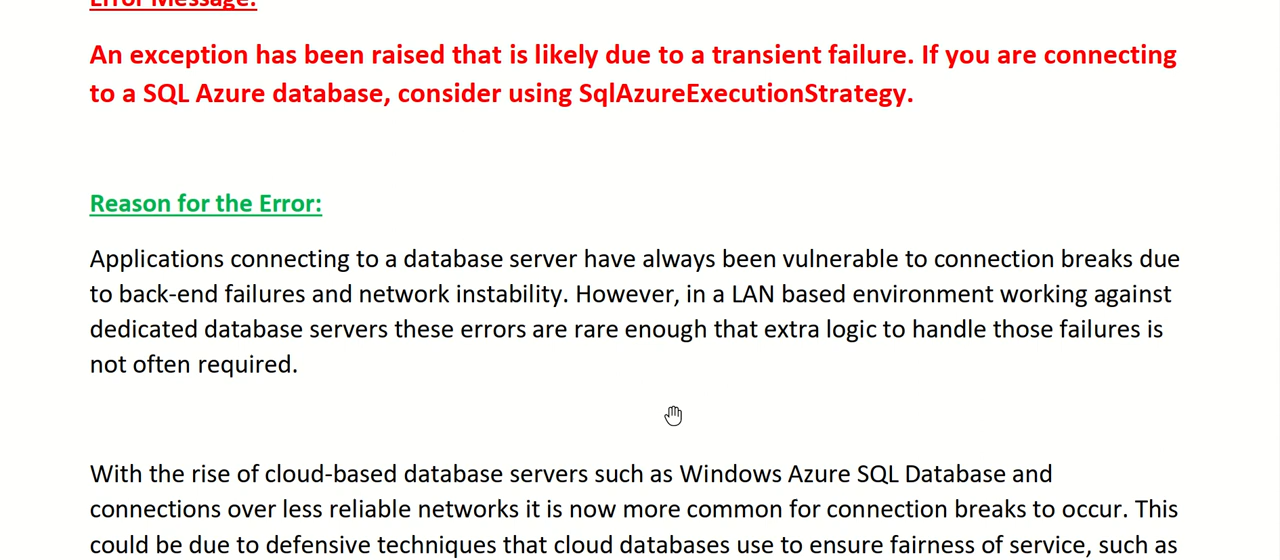 Error Message:
An exception has been raised that is likely due to a transient failure. If you are connecting
to a SQL Azure database, consider using SqlAzureExecutionStrategy.
Reason for the Error:
Applications connecting to a database server have always been vulnerable to connection breaks due
to back-end failures and network instability. However, in a LAN based environment working against
dedicated database servers these errors are rare enough that extra logic to handle those failures is
not often required.
With the rise of cloud-based database servers such as Windows Azure SQL Database and
connections over less reliable networks it is now more common for connection breaks to occur. This
could be due to defensive techniques that cloud databases use to ensure fairness of service, such as